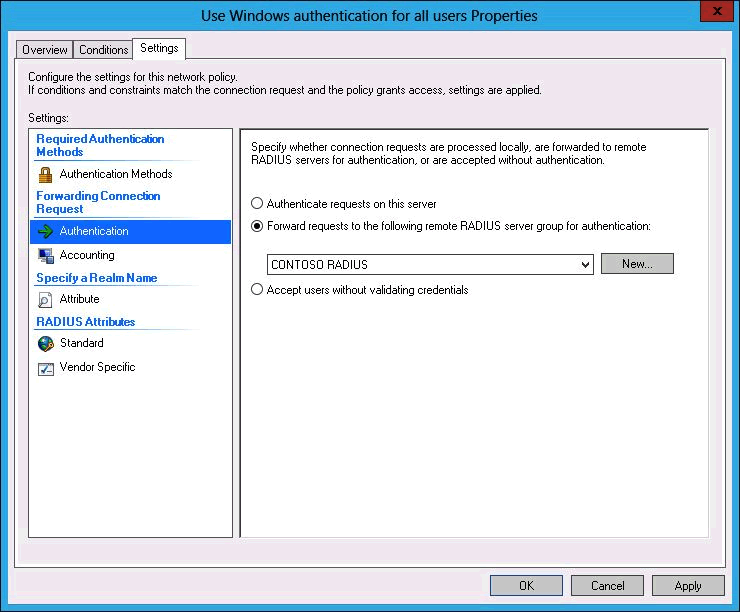 Use Windows authentication for all users Properties
x
Overview
Conditions
Settings
Configure the settings for this network policy.
If conditions and constraints match the connection request and the policy grants access, settings are applied.
Settings:
Required Authentication
Methods
Authentication Methods
Forwarding Connection
Request
Authentication
Accounting
Specify a Realm Name
Attribute
RADIUS Attributes
Standard
Vendor Specific
Specify whether connection requests are processed locally, are forwarded to remote
RADIUS servers for authentication, or are accepted without authentication.
Authenticate requests on this server
Forward requests to the following remote RADIUS server group for authentication:
CONTOSO RADIUS
New...
Accept users without validating credentials
OK
Cancel
Apply